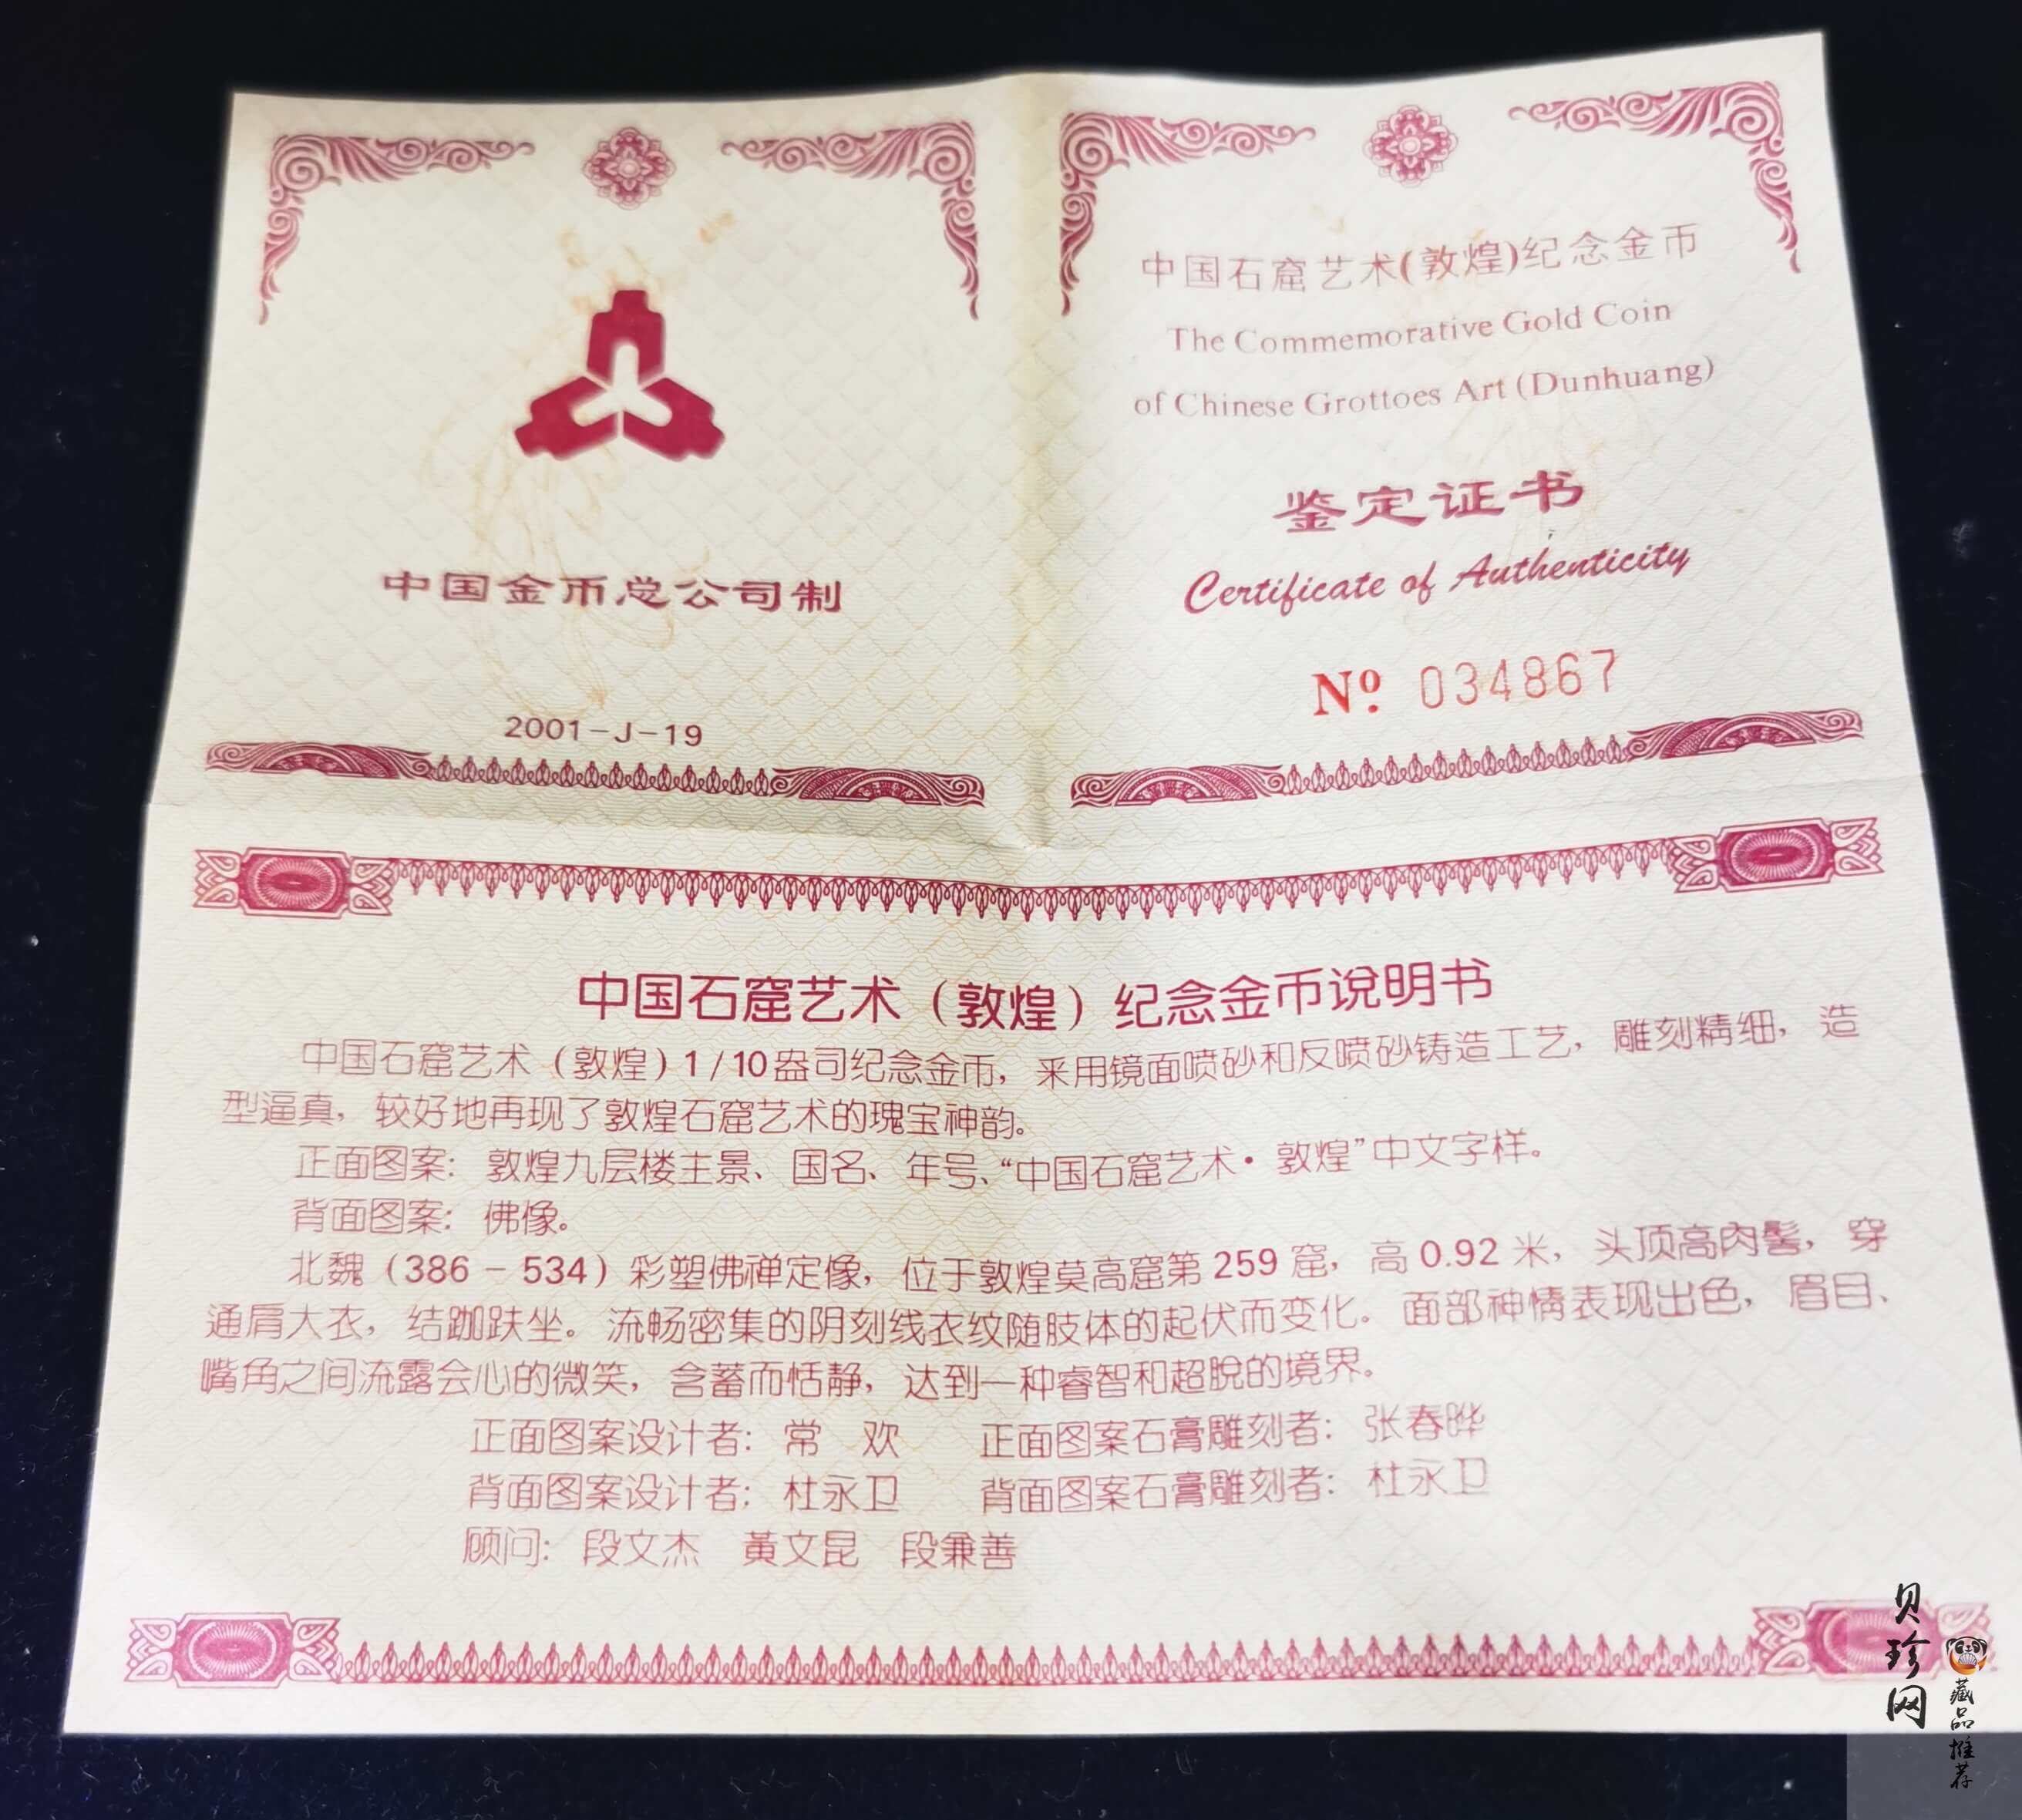 中国金币总公司制
2001-J-19
中国石窟艺术(敦煌)纪念金币
The Commemorative Gold Coin
of Chinese Grottoes Art (Dunhuang)
鉴定证书
Certificate of Authenticity
Nº 034867
中国石窟艺术（敦煌）纪念金币说明书
中国石窟艺术（敦煌）1/10盎司纪念金币，采用镜面喷砂和反喷砂铸造工艺，雕刻精细，造
型逼真，较好地再现了敦煌石窟艺术的瑰宝神韵。
正面图案：敦煌九层楼主景、国名、年号、“中国石窟艺术·敦煌”中文字样。
背面图案：佛像。
北魏（386－534）彩塑佛禅定像，位于敦煌莫高窟第259窟，高0.92米，头顶高肉髻，穿
通肩大衣，结跏趺坐。流畅密集的阴刻线衣纹随肢体的起伏而变化。面部神情表现出色，眉目、
嘴角之间流露会心的微笑，含蓄而恬静，达到一种睿智和超脱的境界。
正面图案设计者：常 欢 正面图案石膏雕刻者：张春晔
背面图案设计者：杜永卫 背面图案石膏雕刻者：杜永卫
顾问：段文杰 黄文昆 段兼善
贝珍网
藏品推荐